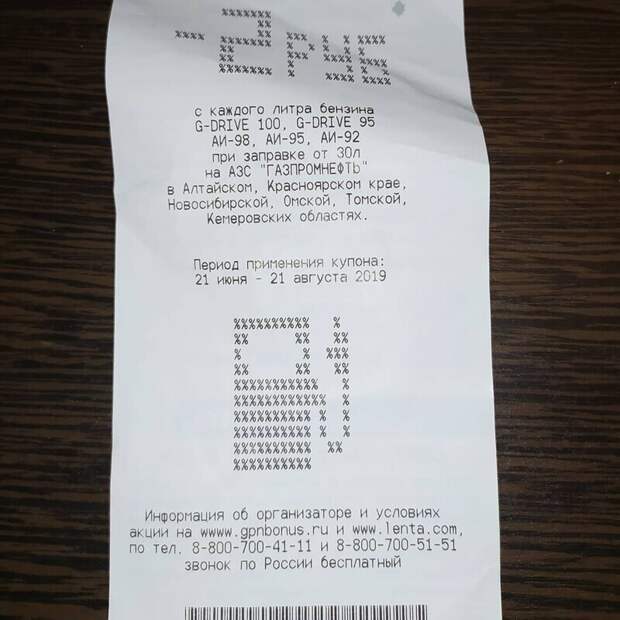 -2РУБ
с каждого литра бензина
G-DRIVE 100, G-DRIVE 95
АИ-98, АИ-95, АИ-92
при заправке от 30л
на АЗС "ГАЗПРОМНЕФТЬ"
в Алтайском, Красноярском крае,
Новосибирской, Омской, Томской,
Кемеровских областях.
Период применения купона:
21 июня - 21 августа 2019
Информация об организаторе и условиях
акции на wwww.gpnbonus.ru и www.lenta.com,
по тел. 8-800-700-41-11 и 8-800-700-51-51
звонок по России бесплатный